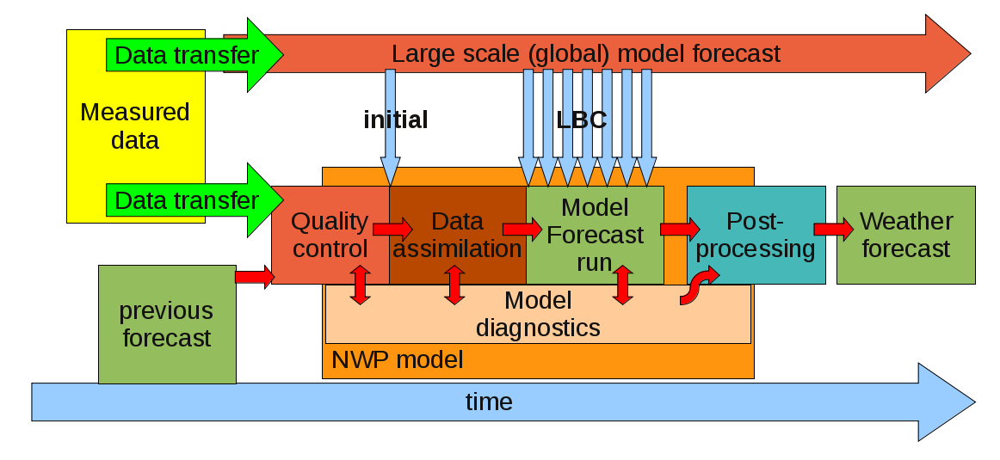 Data transfer
Large scale (global) model forecast
Measured
data
initial
LBC
Data transfer
Quality
control
Data
assimilation
Model
Forecast
run
Post-
processing
Weather
forecast
previous
forecast
Model
diagnostics
NWP model
time